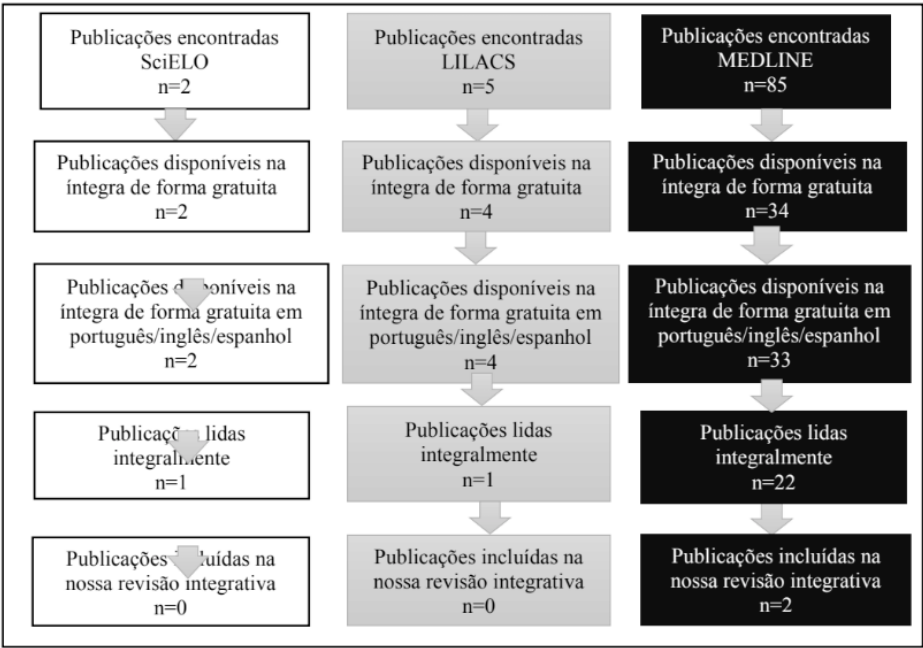 Publicações encontradas
SciELO
n=2
Publicações disponíveis na
íntegra de forma gratuita
n=2
Publicações disponíveis na
íntegra de forma gratuita em
português/inglês/espanhol
n=2
Publicações lidas
integralmente
n=1
Publicações incluídas na
nossa revisão integrativa
n=0
Publicações encontradas
LILACS
n=5
Publicações disponíveis na
íntegra de forma gratuita
n=4
Publicações disponíveis na
íntegra de forma gratuita em
português/inglês/espanhol
n=4
Publicações lidas
integralmente
n=1
Publicações incluídas na
nossa revisão integrativa
n=0
Publicações encontradas
MEDLINE
n=85
Publicações disponíveis na
íntegra de forma gratuita
n=34
Publicações disponíveis na
íntegra de forma gratuita em
português/inglês/espanhol
n=33
Publicações lidas
integralmente
n=22
Publicações incluídas na
nossa revisão integrativa
n=2